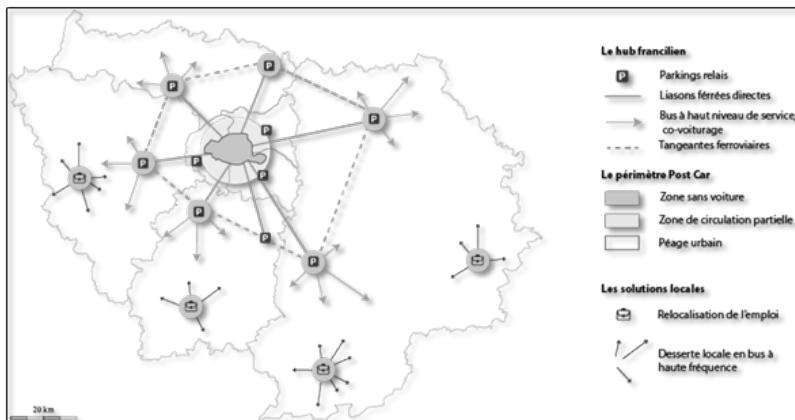 Le hub francilien
P Parkings relais
Liasons férrées directes
Bus à haut niveau de service,
co-voiturage
Tangeantes ferroviaires
Le périmètre Post Car
Zone sans voiture
Zone de circulation partielle
Péage urbain
Les solutions locales
Relocalisation de l'emploi
Desserte locale en bus à
haute fréquence
P
P
P
P
P
P
P
P
P
P
20 km